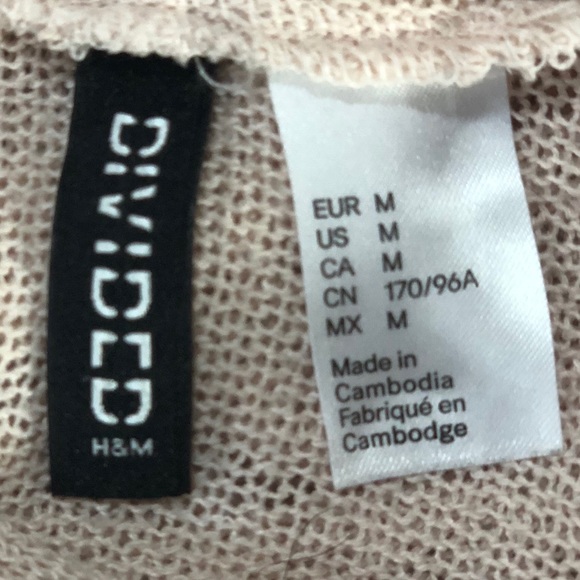 DIVIDED
H&M
EUR M
US M
CA M
CN 170/96A
MX M
Made in
Cambodia
Fabriqué en
Cambodge